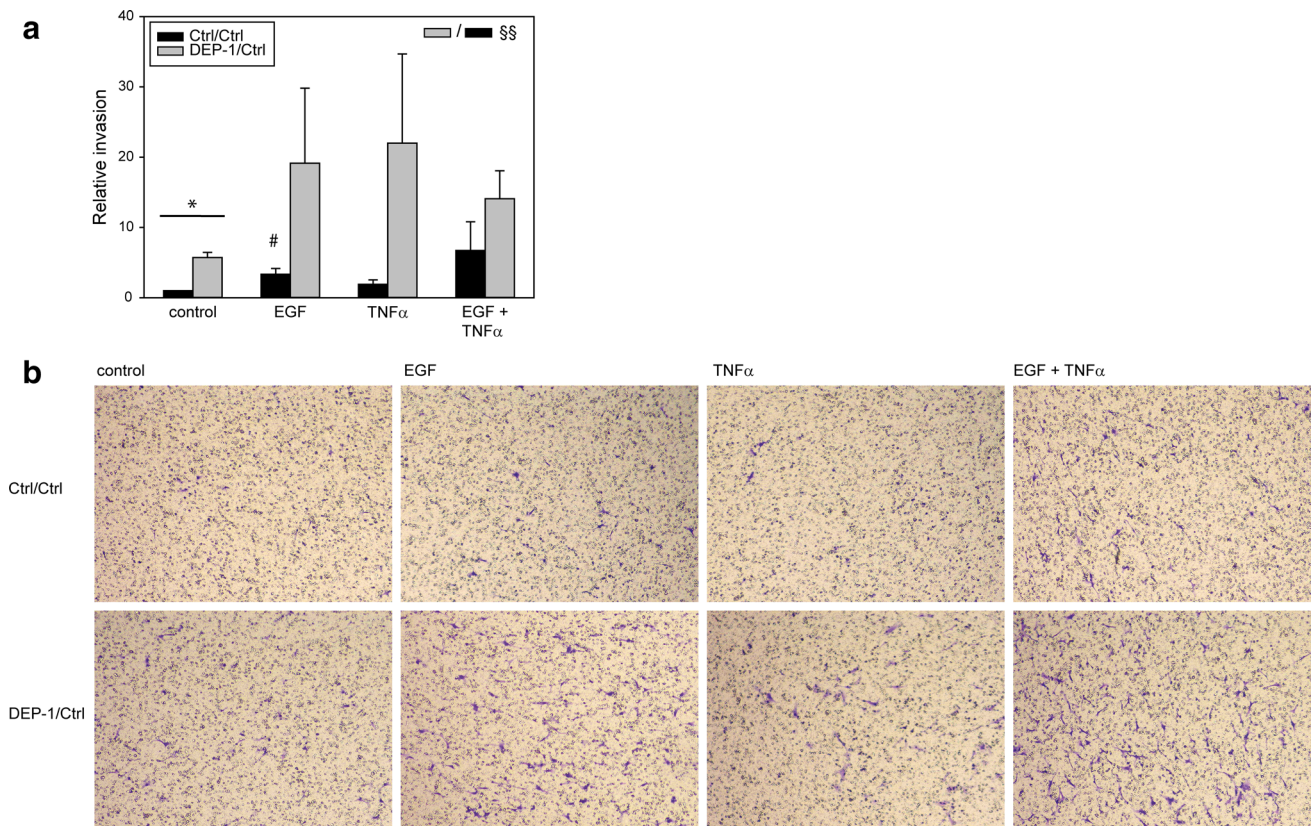 a
40
30
20
10
0
Relative invasion
Ctrl/Ctrl
DEP-1/Ctrl
/ §§
*
#
control
EGF
TNFα
EGF +
TNFα
b
control
EGF
TNFα
EGF + TNFα
Ctrl/Ctrl
DEP-1/Ctrl